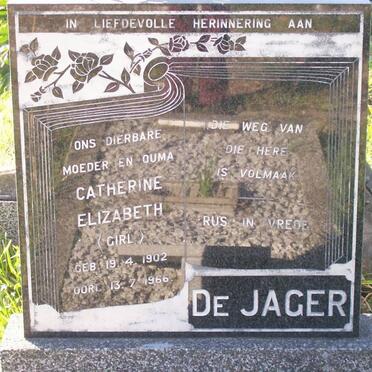 IN LIEFDEVOLLE HERINNERING AAN
ONS DIERBARE
MOEDER EN OUMA
CATHERINE
ELIZABETH
(GIRL)
GEB. 19.4.1902
OORL. 13.7.1966
DIE WEG VAN
DIE HERE
IS VOLMAAK
RUS IN VREDE
DE JAGER